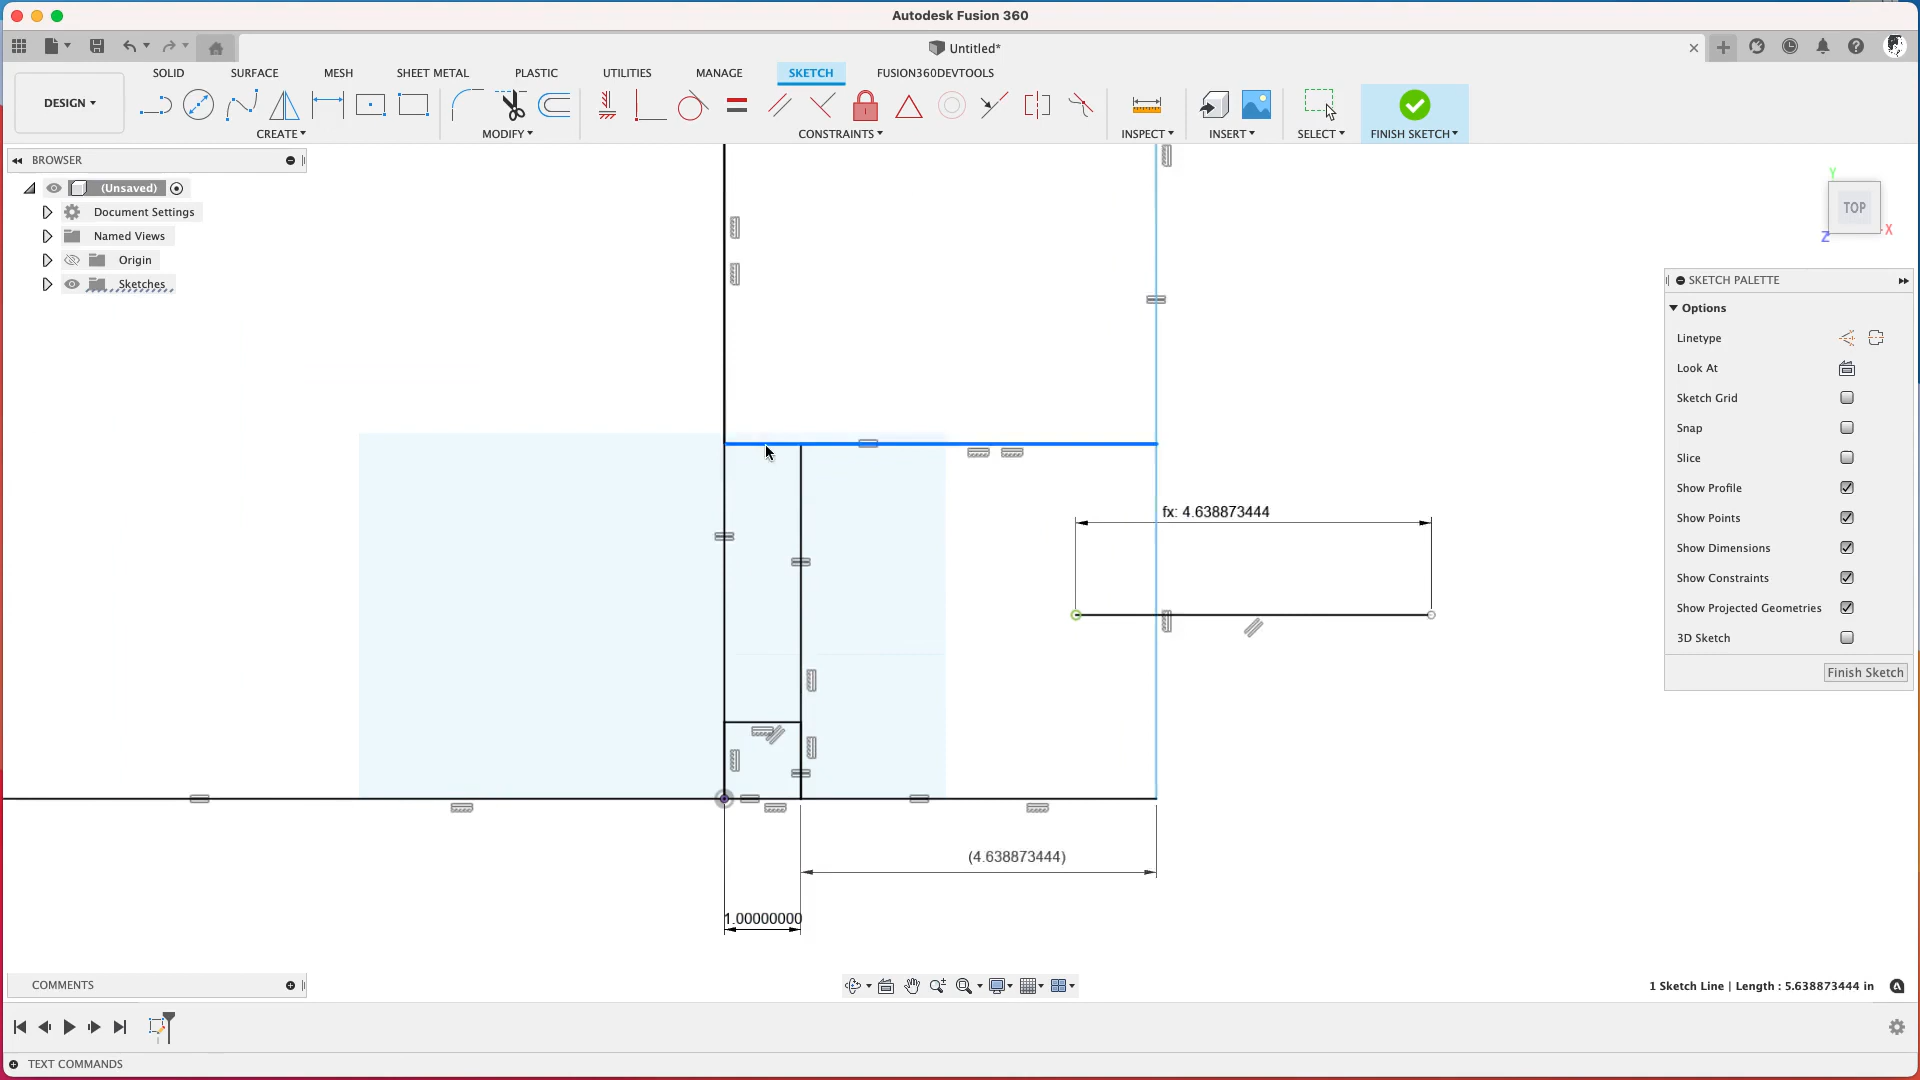 Autodesk Fusion 360
Untitled*
DESIGN
SOLID
SURFACE
MESH
SHEET METAL
PLASTIC
UTILITIES
MANAGE
SKETCH
FUSION360DEVTOOLS
CREATE
MODIFY
CONSTRAINTS
INSPECT
INSERT
SELECT
FINISH SKETCH
BROWSER
(Unsaved)
Document Settings
Named Views
Origin
Sketches
Y
TOP
X
Z
SKETCH PALETTE
Options
Linetype
Look At
Sketch Grid
Snap
Slice
Show Profile
Show Points
Show Dimensions
Show Constraints
Show Projected Geometries
3D Sketch
Finish Sketch
fx: 4.638873444
(4.638873444)
1.00000000
COMMENTS
1 Sketch Line | Length : 5.638873444 in
TEXT COMMANDS